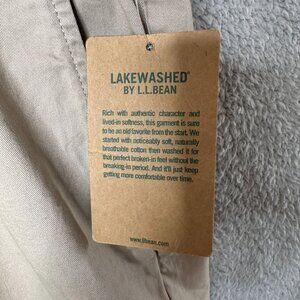 LAKEWASHED®
BY L.L.BEAN
Rich with authentic character and
lived-in softness, this garment is sure
to be an old favorite from the start. We
started with noticeably soft, naturally
breathable cotton then washed it for
that perfect broken-in feel without the
breaking-in period. And it'll just keep
getting more comfortable over time.
www.llbean.com